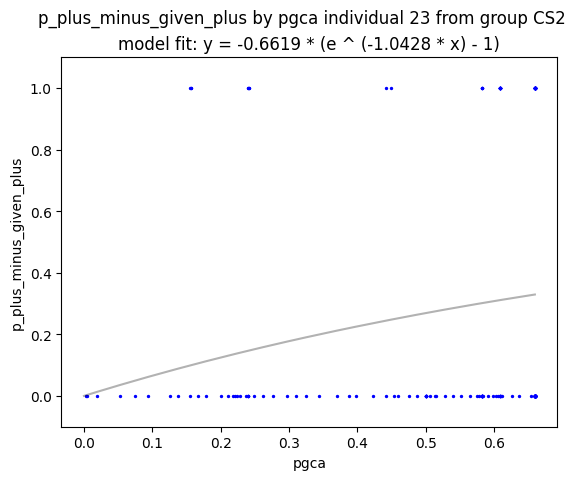 p_plus_minus_given_plus by pgca individual 23 from group CS2
model fit: y = -0.6619 * (e ^ (-1.0428 * x) - 1)
1.0
0.8
0.6
0.4
0.2
0.0
p_plus_minus_given_plus
0.0 0.1 0.2 0.3 0.4 0.5 0.6
pgca